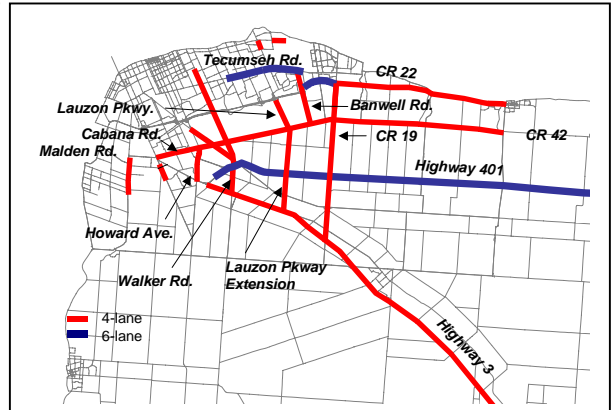 Tecumseh Rd.
CR 22
Lauzon Pkwy.
Banwell Rd.
Cabana Rd.
CR 19
CR 42
Malden Rd.
Highway 401
Howard Ave.
Walker Rd.
Lauzon Pkway
Extension
Highway 3
4-lane
6-lane